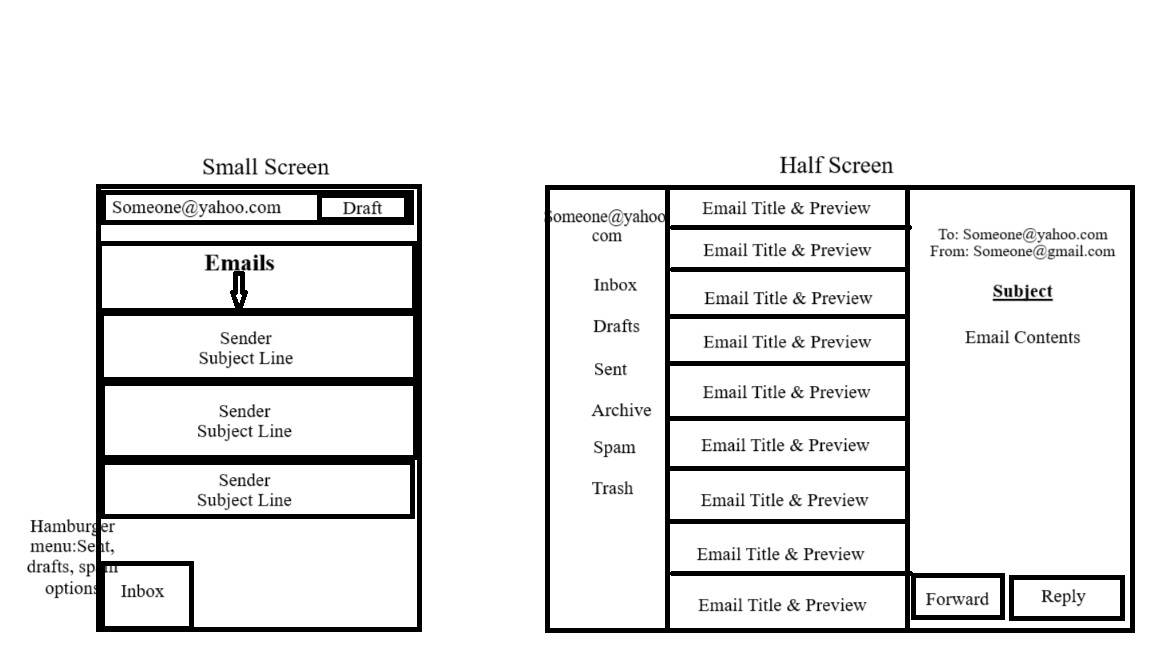 Small Screen
Someone@yahoo.com
Draft
Emails
Sender
Subject Line
Sender
Subject Line
Sender
Subject Line
Hamburger
menu:Sent,
drafts, spam
options
Inbox
Half Screen
Someone@yahoo
com
Inbox
Drafts
Sent
Archive
Spam
Trash
Email Title & Preview
Email Title & Preview
Email Title & Preview
Email Title & Preview
Email Title & Preview
Email Title & Preview
Email Title & Preview
Email Title & Preview
Email Title & Preview
To: Someone@yahoo.com
From: Someone@gmail.com
Subject
Email Contents
Forward
Reply